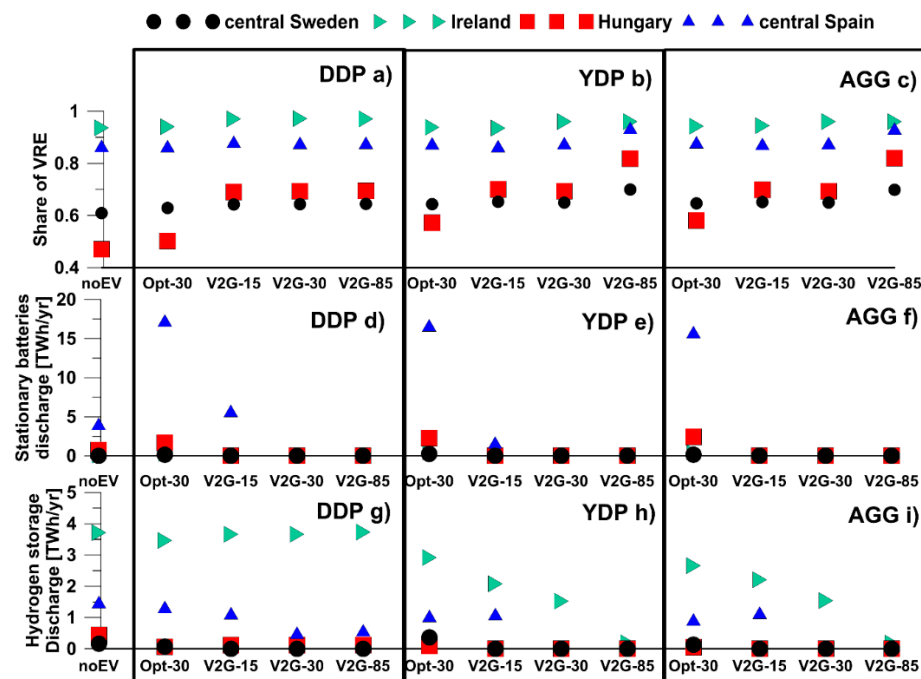 central Sweden Ireland Hungary central Spain
DDP a) YDP b) AGG c)
Share of VRE
1
0.8
0.6
0.4
noEV Opt-30 V2G-15 V2G-30 V2G-85 Opt-30 V2G-15 V2G-30 V2G-85 Opt-30 V2G-15 V2G-30 V2G-85
DDP d) YDP e) AGG f)
Stationary batteries
discharge [TWh/yr]
20
15
10
5
0
noEV Opt-30 V2G-15 V2G-30 V2G-85 Opt-30 V2G-15 V2G-30 V2G-85 Opt-30 V2G-15 V2G-30 V2G-85
DDP g) YDP h) AGG i)
Hydrogen storage
Discharge [TWh/yr]
5
4
3
2
1
0
noEV Opt-30 V2G-15 V2G-30 V2G-85 Opt-30 V2G-15 V2G-30 V2G-85 Opt-30 V2G-15 V2G-30 V2G-85